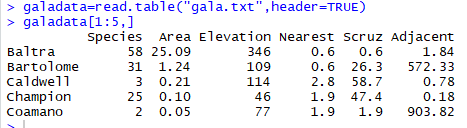 > galadata=read.table("gala.txt",header=TRUE)
> galadata[1:5,]
          Species  Area Elevation Nearest Scruz Adjacent
Baltra         58 25.09       346     0.6   0.6     1.84
Bartolome      31  1.24       109     0.6  26.3   572.33
Caldwell        3  0.21       114     2.8  58.7     0.78
Champion       25  0.10        46     1.9  47.4     0.18
Coamano         2  0.05        77     1.9   1.9   903.82
>